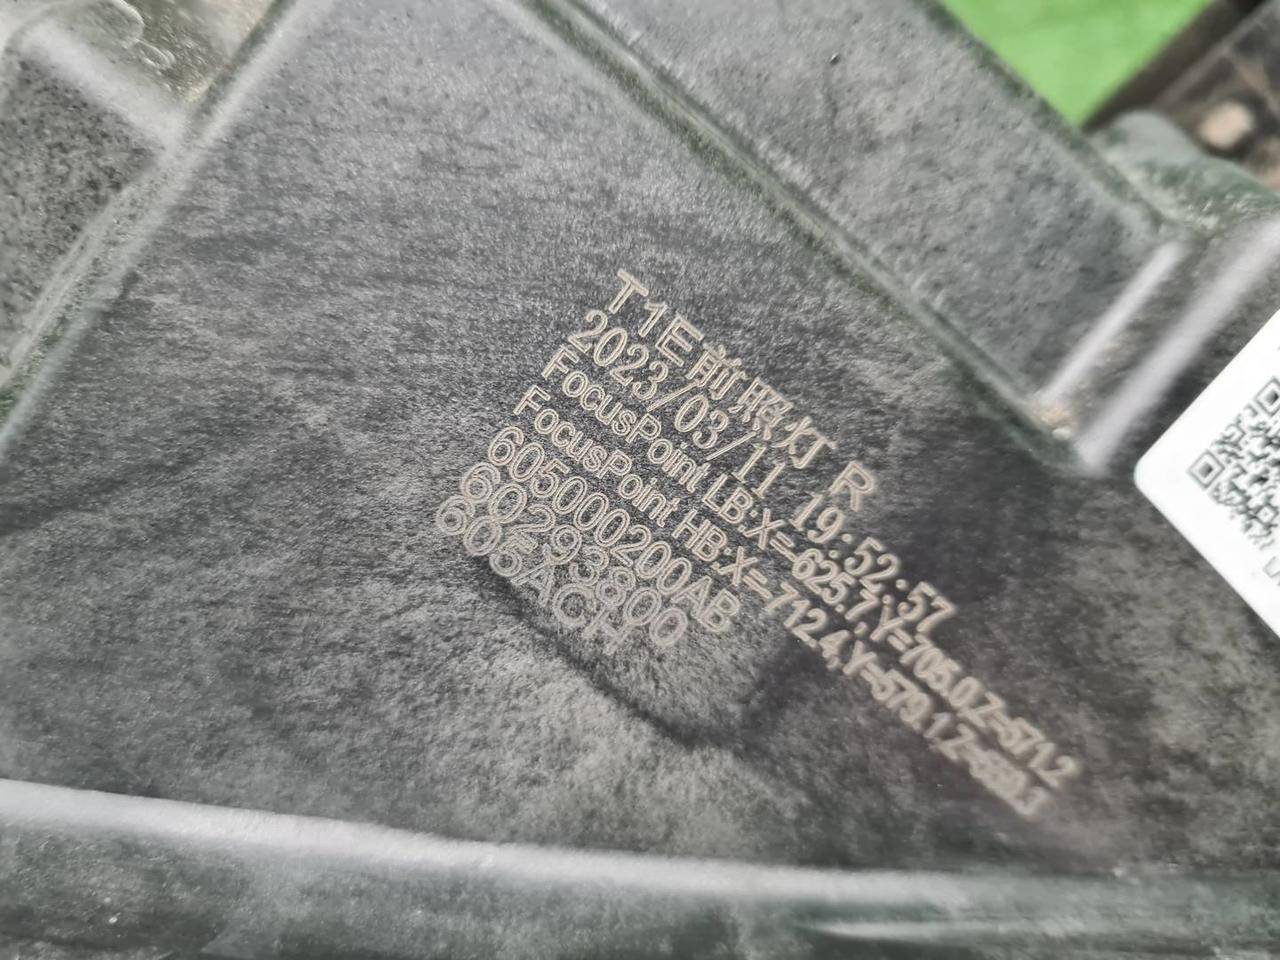 T1E前照灯 R
2023/03/11 19:52:57
FocusPoint LB:X=625.7,Y=705.0,Z=571.2
FocusPoint HB:X=712.4,Y=579.1,Z=550.3
605000200AB
60293800
605ACH